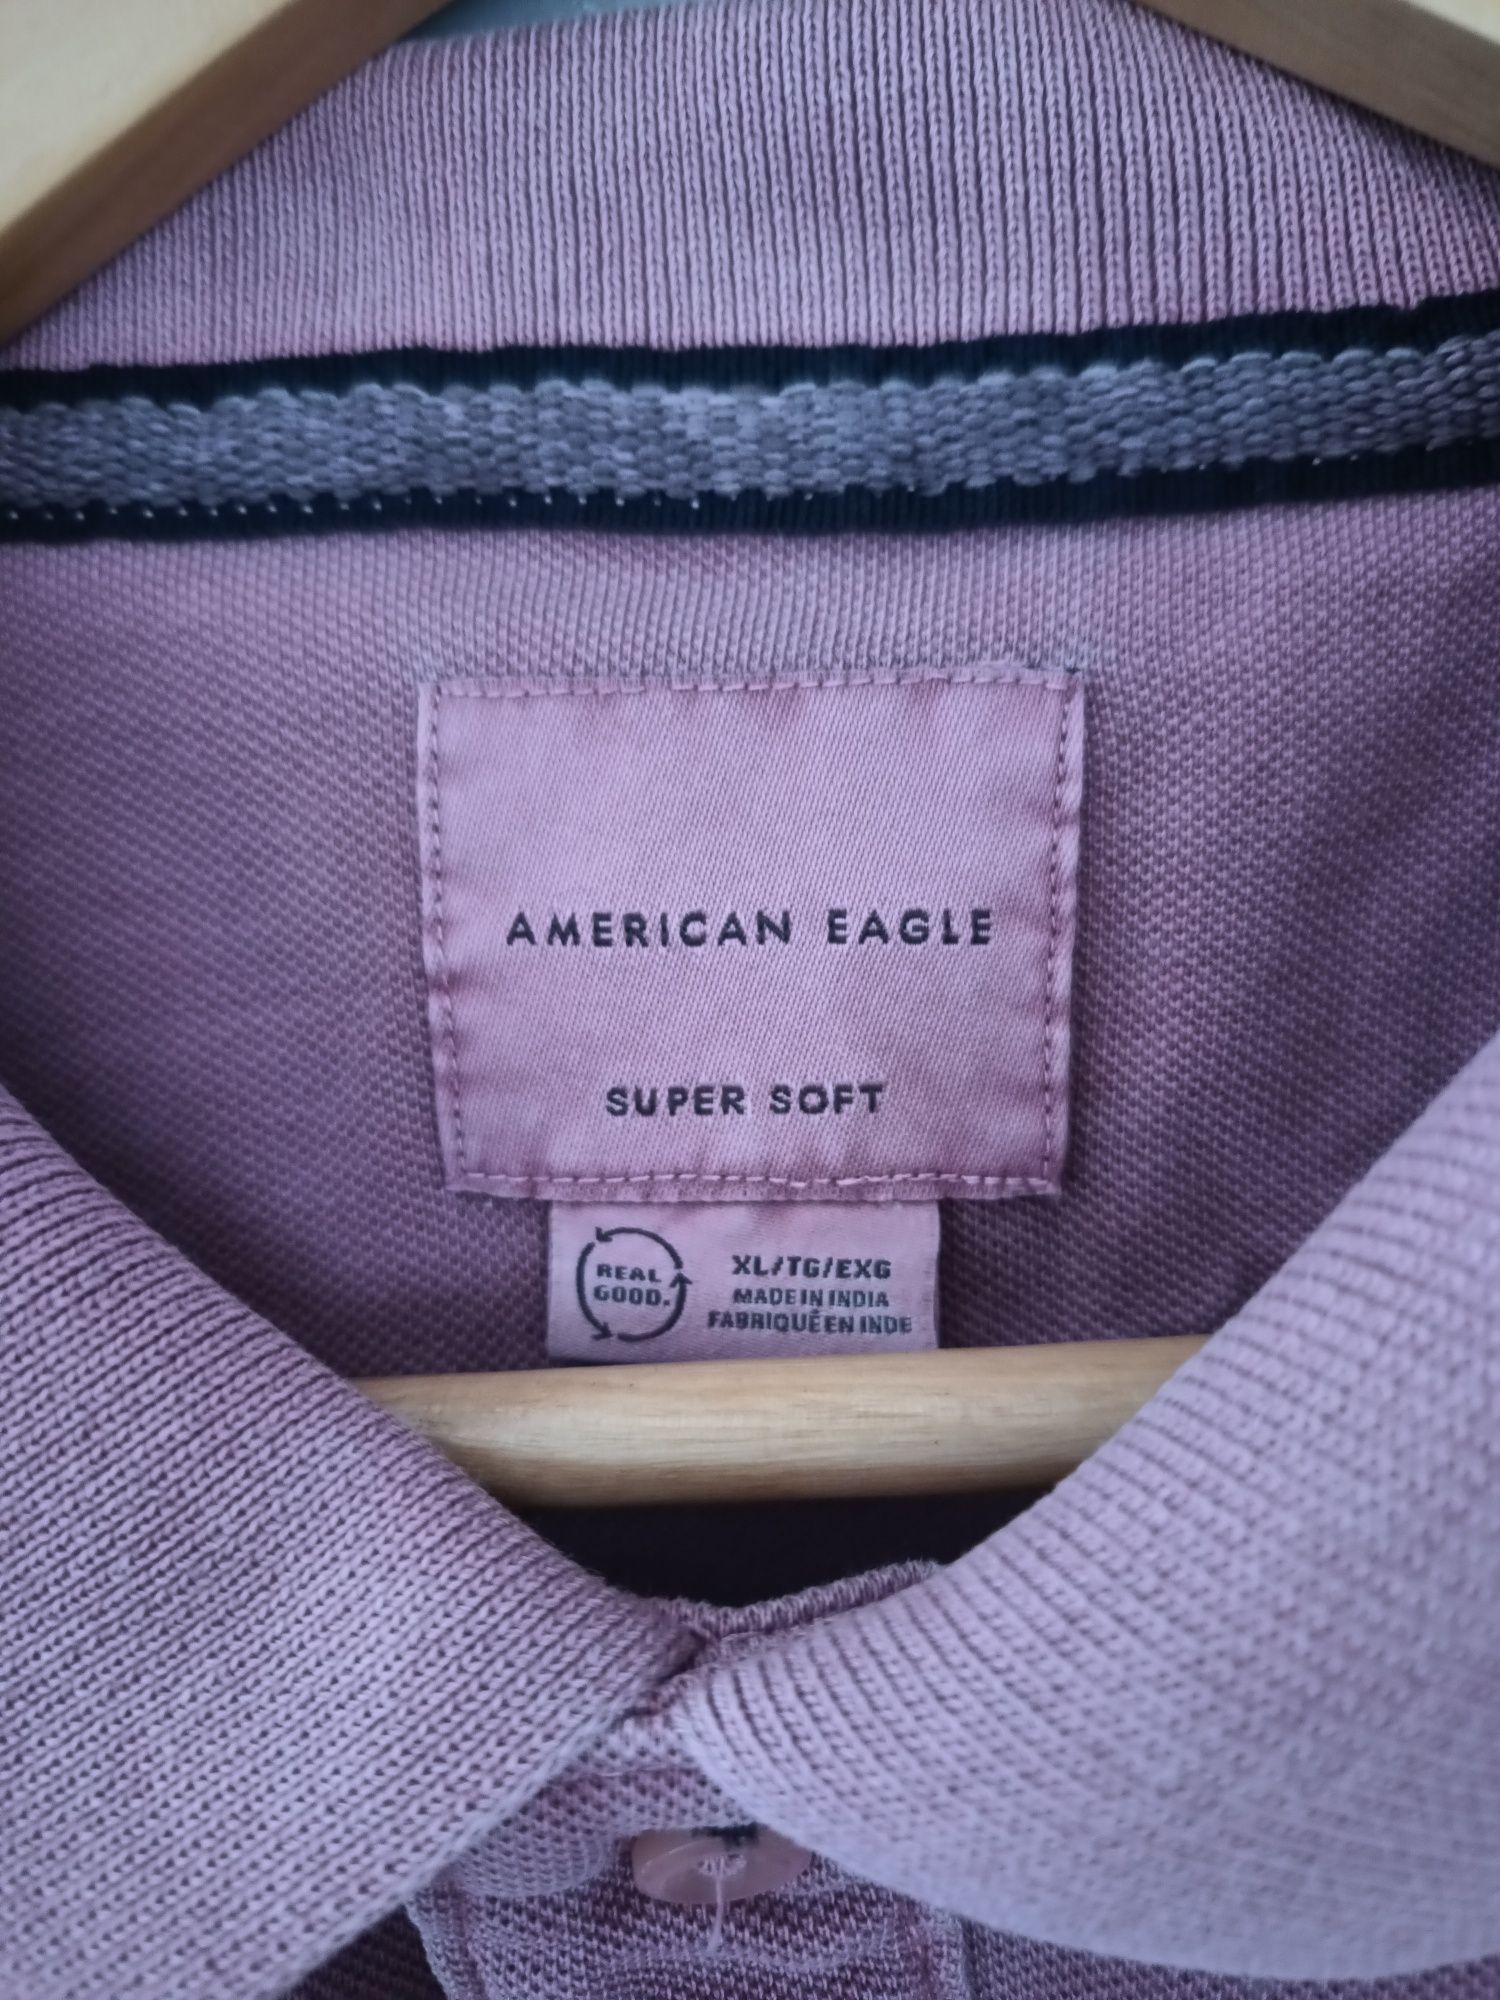 AMERICAN EAGLE
SUPER SOFT
REAL
GOOD.
XL/TG/EXG
MADE IN INDIA
FABRIQUÉ EN INDE